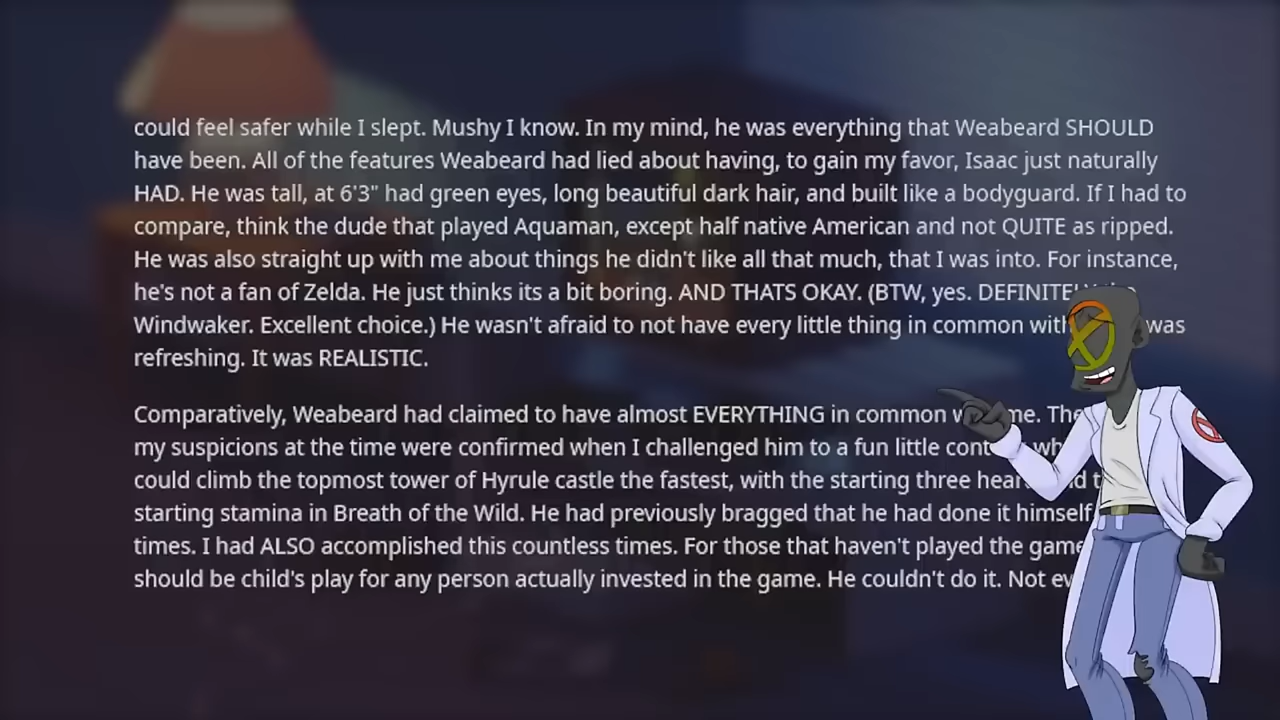 could feel safer while I slept. Mushy I know. In my mind, he was everything that Weabeard SHOULD
have been. All of the features Weabeard had lied about having, to gain my favor, Isaac just naturally
HAD. He was tall, at 6'3" had green eyes, long beautiful dark hair, and built like a bodyguard. If I had to
compare, think the dude that played Aquaman, except half native American and not QUITE as ripped.
He was also straight up with me about things he didn't like all that much, that I was into. For instance,
he's not a fan of Zelda. He just thinks its a bit boring. AND THATS OKAY. (BTW, yes.
Windwaker. Excellent choice.) He wasn't afraid to not have every little thing in common with was
refreshing. It was REALISTIC.
Comparatively, Weabeard had claimed to have almost EVERYTHING in common me.
my suspicions at the time were confirmed when I challenged him to a fun little
could climb the topmost tower of Hyrule castle the fastest, with the starting three
starting stamina in Breath of the Wild. He had previously bragged that he had done it himself
times. I had ALSO accomplished this countless times. For those that haven't played the game
should be child's play for any person actually invested in the game. He couldn't do it. Not